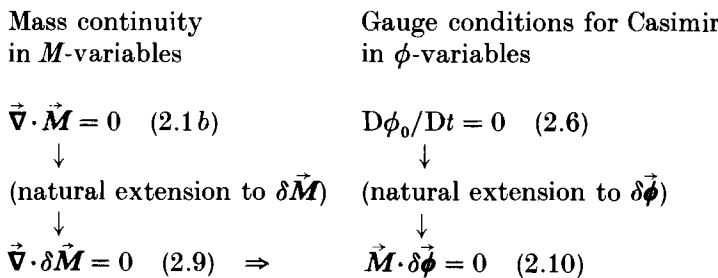 Mass continuity Gauge conditions for Casimir
in M-variables in ϕ-variables
∇⃗·M⃗ = 0 (2.1b) Dϕ₀/Dt = 0 (2.6)
↓ ↓
(natural extension to δM⃗) (natural extension to δϕ⃗)
↓ ↓
∇⃗·δM⃗ = 0 (2.9) ⇒ M⃗·δϕ⃗ = 0 (2.10)